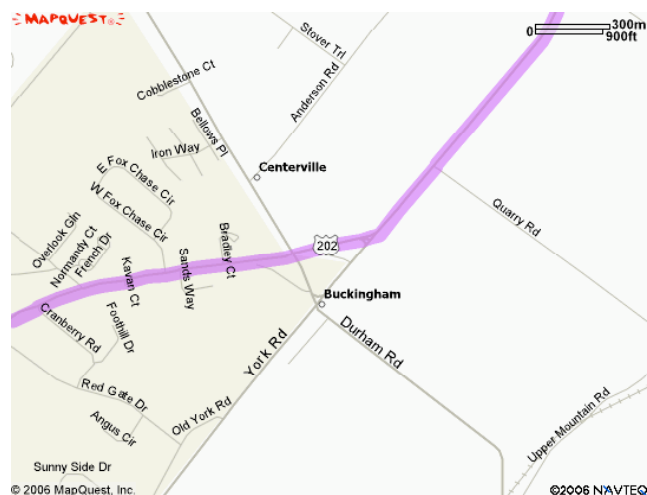 MAPQUEST®
0
300m
900ft
Stover Trl
Cobblestone Ct
Anderson Rd
Bellows Pl
Iron Way
Centerville
E Fox Chase Cir
W Fox Chase Cir
Quarry Rd
Overlook Gln
Normandy Ct
French Dr
Bradley Ct
202
Kavan Ct
Sands Way
Buckingham
Cranberry Rd
Foothill Dr
York Rd
Durham Rd
Red Gate Dr
Old York Rd
Angus Cir
Upper Mountain Rd
Sunny Side Dr
© 2006 MapQuest, Inc.
©2006 NAVTEQ